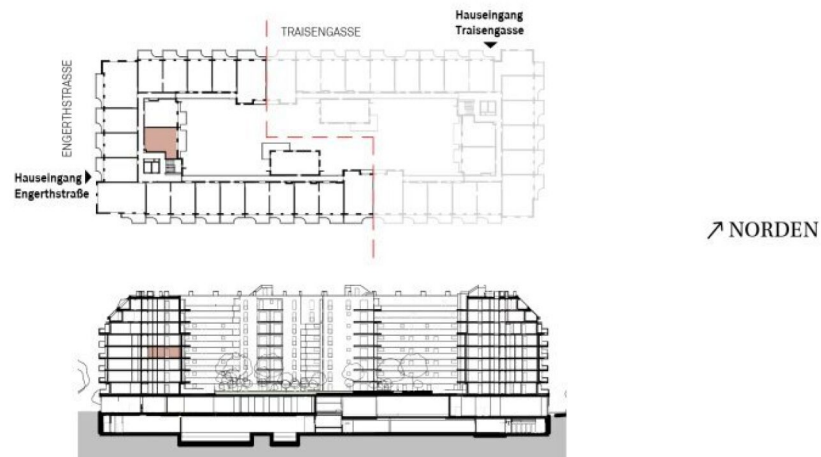 Hauseingang
Traisengasse
TRAISENGASSE
ENGERTHSTRASSE
Hauseingang
Engerthstraße
↗ NORDEN